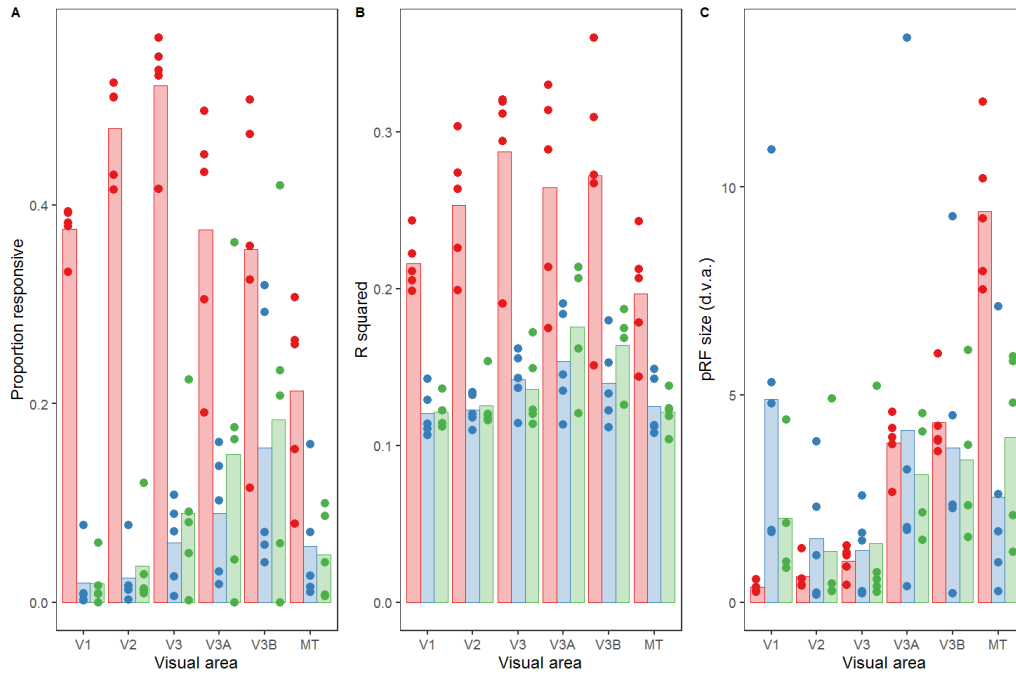 A
Proportion responsive
0.4
0.2
0.0
V1 V2 V3 V3A V3B MT
Visual area
B
R squared
0.3
0.2
0.1
0.0
V1 V2 V3 V3A V3B MT
Visual area
C
pRF size (d.v.a.)
10
5
0
V1 V2 V3 V3A V3B MT
Visual area